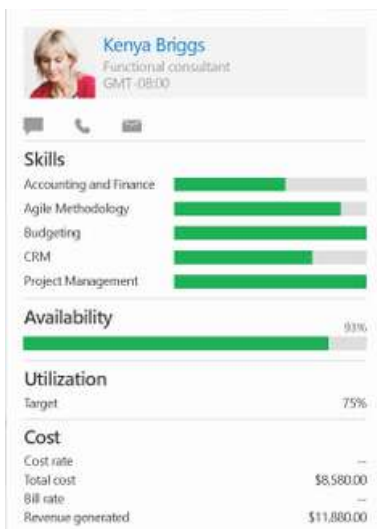 Kenya Briggs
Functional consultant
GMT-08:00
Skills
Accounting and Finance
Agile Methodology
Budgeting
CRM
Project Management
Availability
93%
Utilization
Target 75%
Cost
Cost rate --
Total cost $8,580.00
Bill rate --
Revenue generated $11,880.00